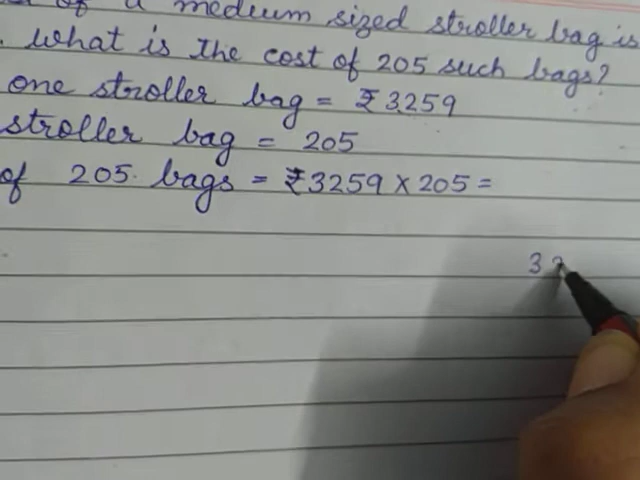 of a medium sized stroller bag is
. What is the cost of 205 such bags?
one stroller bag = ₹3259
stroller bag = 205
of 205 bags = ₹3259 × 205 =
3